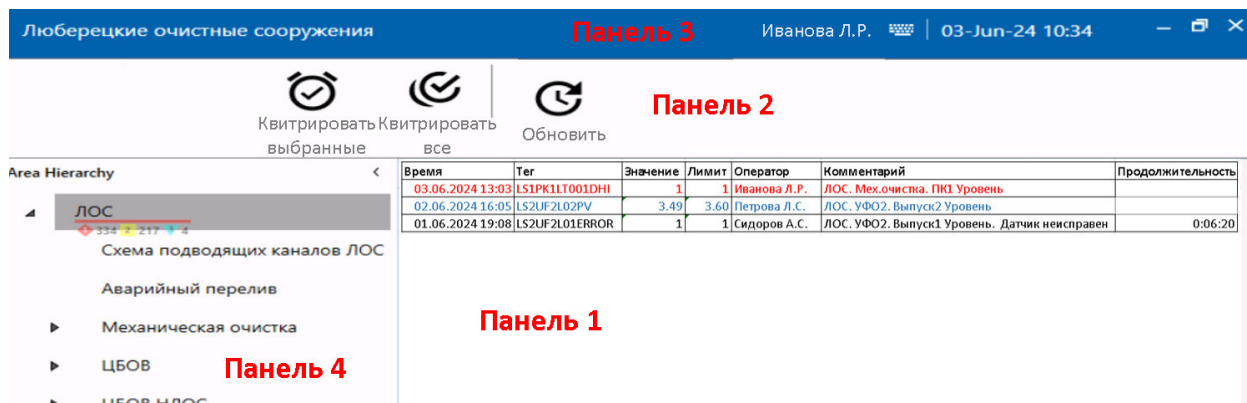 Люберецкие очистные сооружения Панель 3 Иванова Л.Р. 03-Jun-24 10:34
Квитрировать выбранные
Квитрировать все
Обновить
Панель 2
Area Hierarchy
ЛОС
334 2 217 4
Схема подводящих каналов ЛОС
Аварийный перелив
Механическая очистка
ЦБОВ
Панель 4
ЦБОВ НЛОС
Время Тег Значение Лимит Оператор Комментарий Продолжительность
03.06.2024 13:03 LS1PK1LT001DHI 1 1 Иванова Л.Р. ЛОС. Мех.очистка. ПК1 Уровень
02.06.2024 16:05 LS2UF2L02PV 3.49 3.60 Петрова Л.С. ЛОС. УФО2. Выпуск2 Уровень
01.06.2024 19:08 LS2UF2L01ERROR 1 1 Сидоров А.С. ЛОС. УФО2. Выпуск1 Уровень. Датчик неисправен 0:06:20
Панель 1